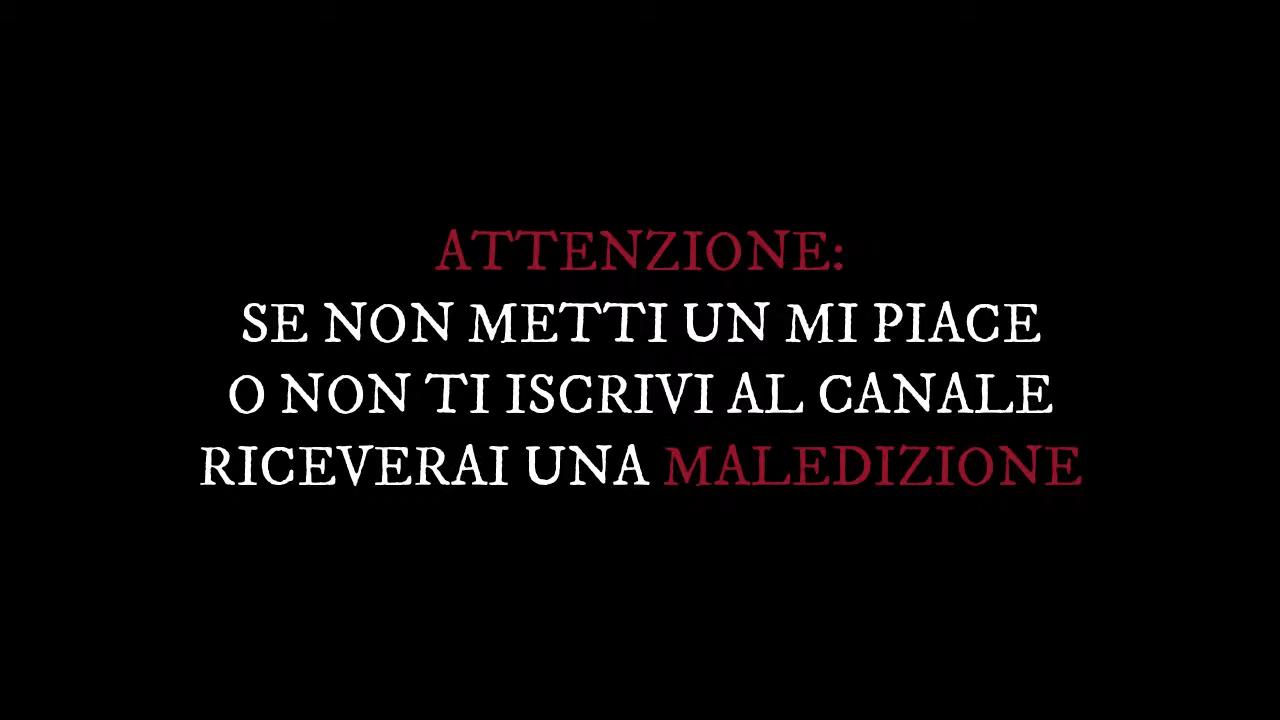 ATTENZIONE:
SE NON METTI UN MI PIACE
O NON TI ISCRIVI AL CANALE
RICEVERAI UNA MALEDIZIONE